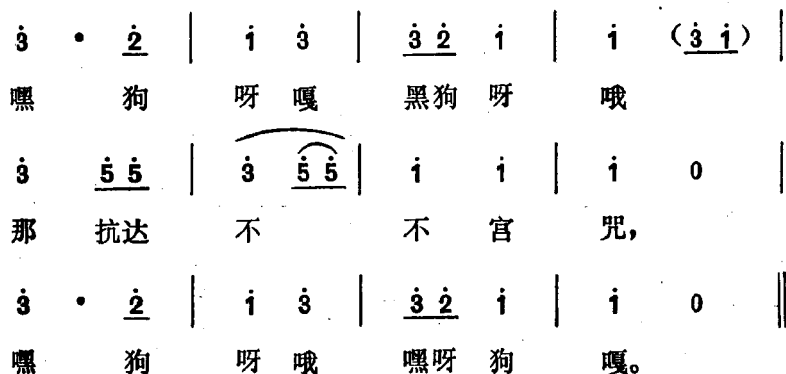 3̇ · 2̇ | 1̇ 3̇ | 3̇ 2̇ 1̇ | 1̇ (3̇ 1̇) |
嘿 狗 呀 嘎 黑狗 呀 哦
3̇ 5̇ 5̇ | 3̇ 5̇ 5̇ | 1̇ 1̇ | 1̇ 0 |
那 抗达 不 不 宫 咒，
3̇ · 2̇ | 1̇ 3̇ | 3̇ 2̇ 1̇ | 1̇ 0 ‖
嘿 狗 呀 哦 嘿呀 狗 嘎。